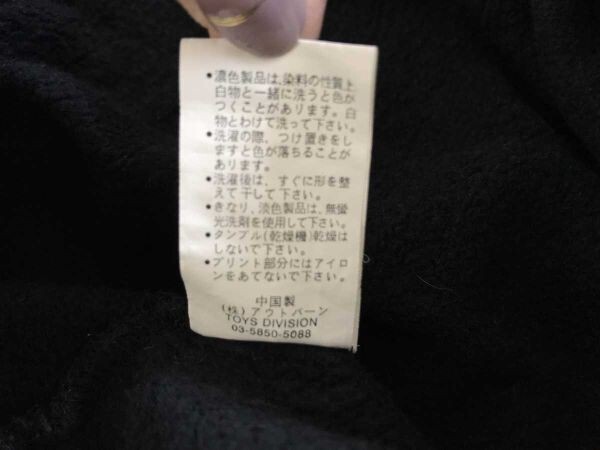 •濃色製品は、染料の性質上
白物と一緒に洗うと色が
つくことがあります。白
物とわけて洗って下さい。
•洗濯の際、つけ置きをし
ますと色が落ちることが
あります。
•洗濯後は、すぐに形を整
えて干して下さい。
•きなり、淡色製品は、無蛍
光洗剤を使用して下さい。
•タンブル(乾燥機)乾燥は
しないで下さい。
•プリント部分にはアイロ
ンをあてないで下さい。
中国製
(株)アウトバーン
TOYS DIVISION
03-5850-5088